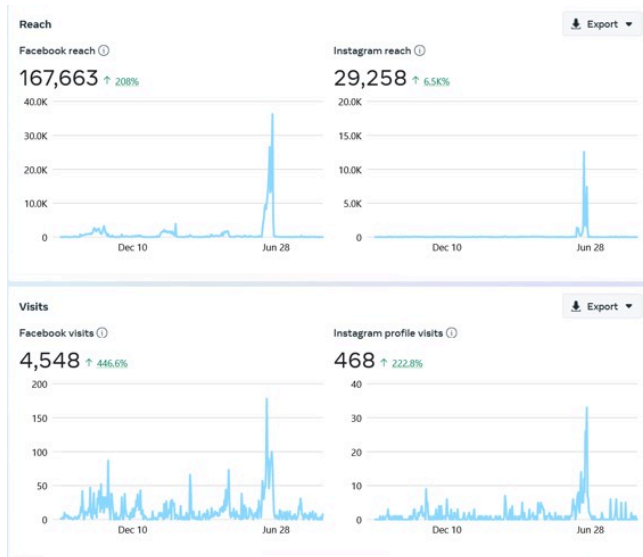 Reach
Export
Facebook reach
167,663 ↑ 208%
40.0K
30.0K
20.0K
10.0K
0
Dec 10 Jun 28
Instagram reach
29,258 ↑ 6.5K%
20.0K
15.0K
10.0K
5.0K
0
Dec 10 Jun 28
Visits
Export
Facebook visits
4,548 ↑ 446.6%
200
150
100
50
0
Dec 10 Jun 28
Instagram profile visits
468 ↑ 222.8%
40
30
20
10
0
Dec 10 Jun 28